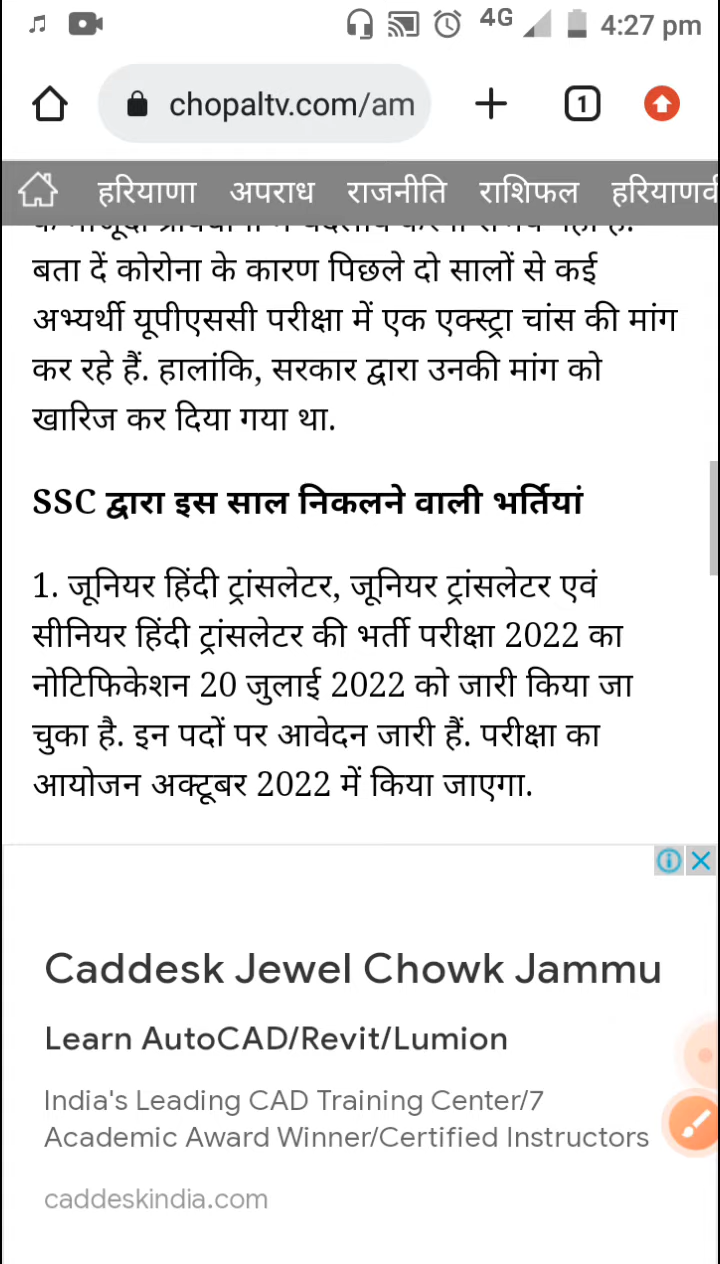 4G 4:27 pm
chopaltv.com/am
1
हरियाणा अपराध राजनीति राशिफल हरियाणव
बता दें कोरोना के कारण पिछले दो सालों से कई
अभ्यर्थी यूपीएससी परीक्षा में एक एक्स्ट्रा चांस की मांग
कर रहे हैं. हालांकि, सरकार द्वारा उनकी मांग को
खारिज कर दिया गया था.
SSC द्वारा इस साल निकलने वाली भर्तियां
1. जूनियर हिंदी ट्रांसलेटर, जूनियर ट्रांसलेटर एवं
सीनियर हिंदी ट्रांसलेटर की भर्ती परीक्षा 2022 का
नोटिफिकेशन 20 जुलाई 2022 को जारी किया जा
चुका है. इन पदों पर आवेदन जारी हैं. परीक्षा का
आयोजन अक्टूबर 2022 में किया जाएगा.
Caddesk Jewel Chowk Jammu
Learn AutoCAD/Revit/Lumion
India's Leading CAD Training Center/7
Academic Award Winner/Certified Instructors
caddeskindia.com